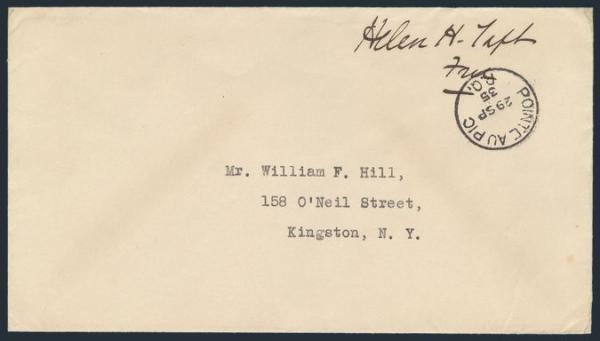 Helen H. Taft
Free
POINTE AU PIC
29 SP
35
P.Q.
Mr. William F. Hill,
158 O'Neil Street,
Kingston, N. Y.